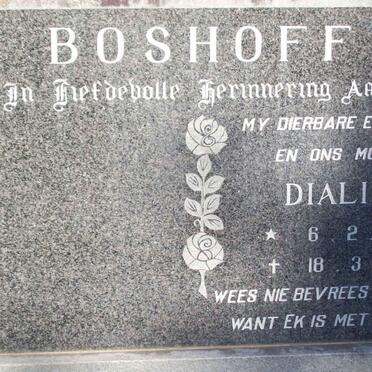 BOSHOFF
In Liefdevolle Herinnering Aa
MY DIERBARE E
EN ONS MO
DIALI
★ 6 2
✝ 18 3
WEES NIE BEVREES
WANT EK IS MET